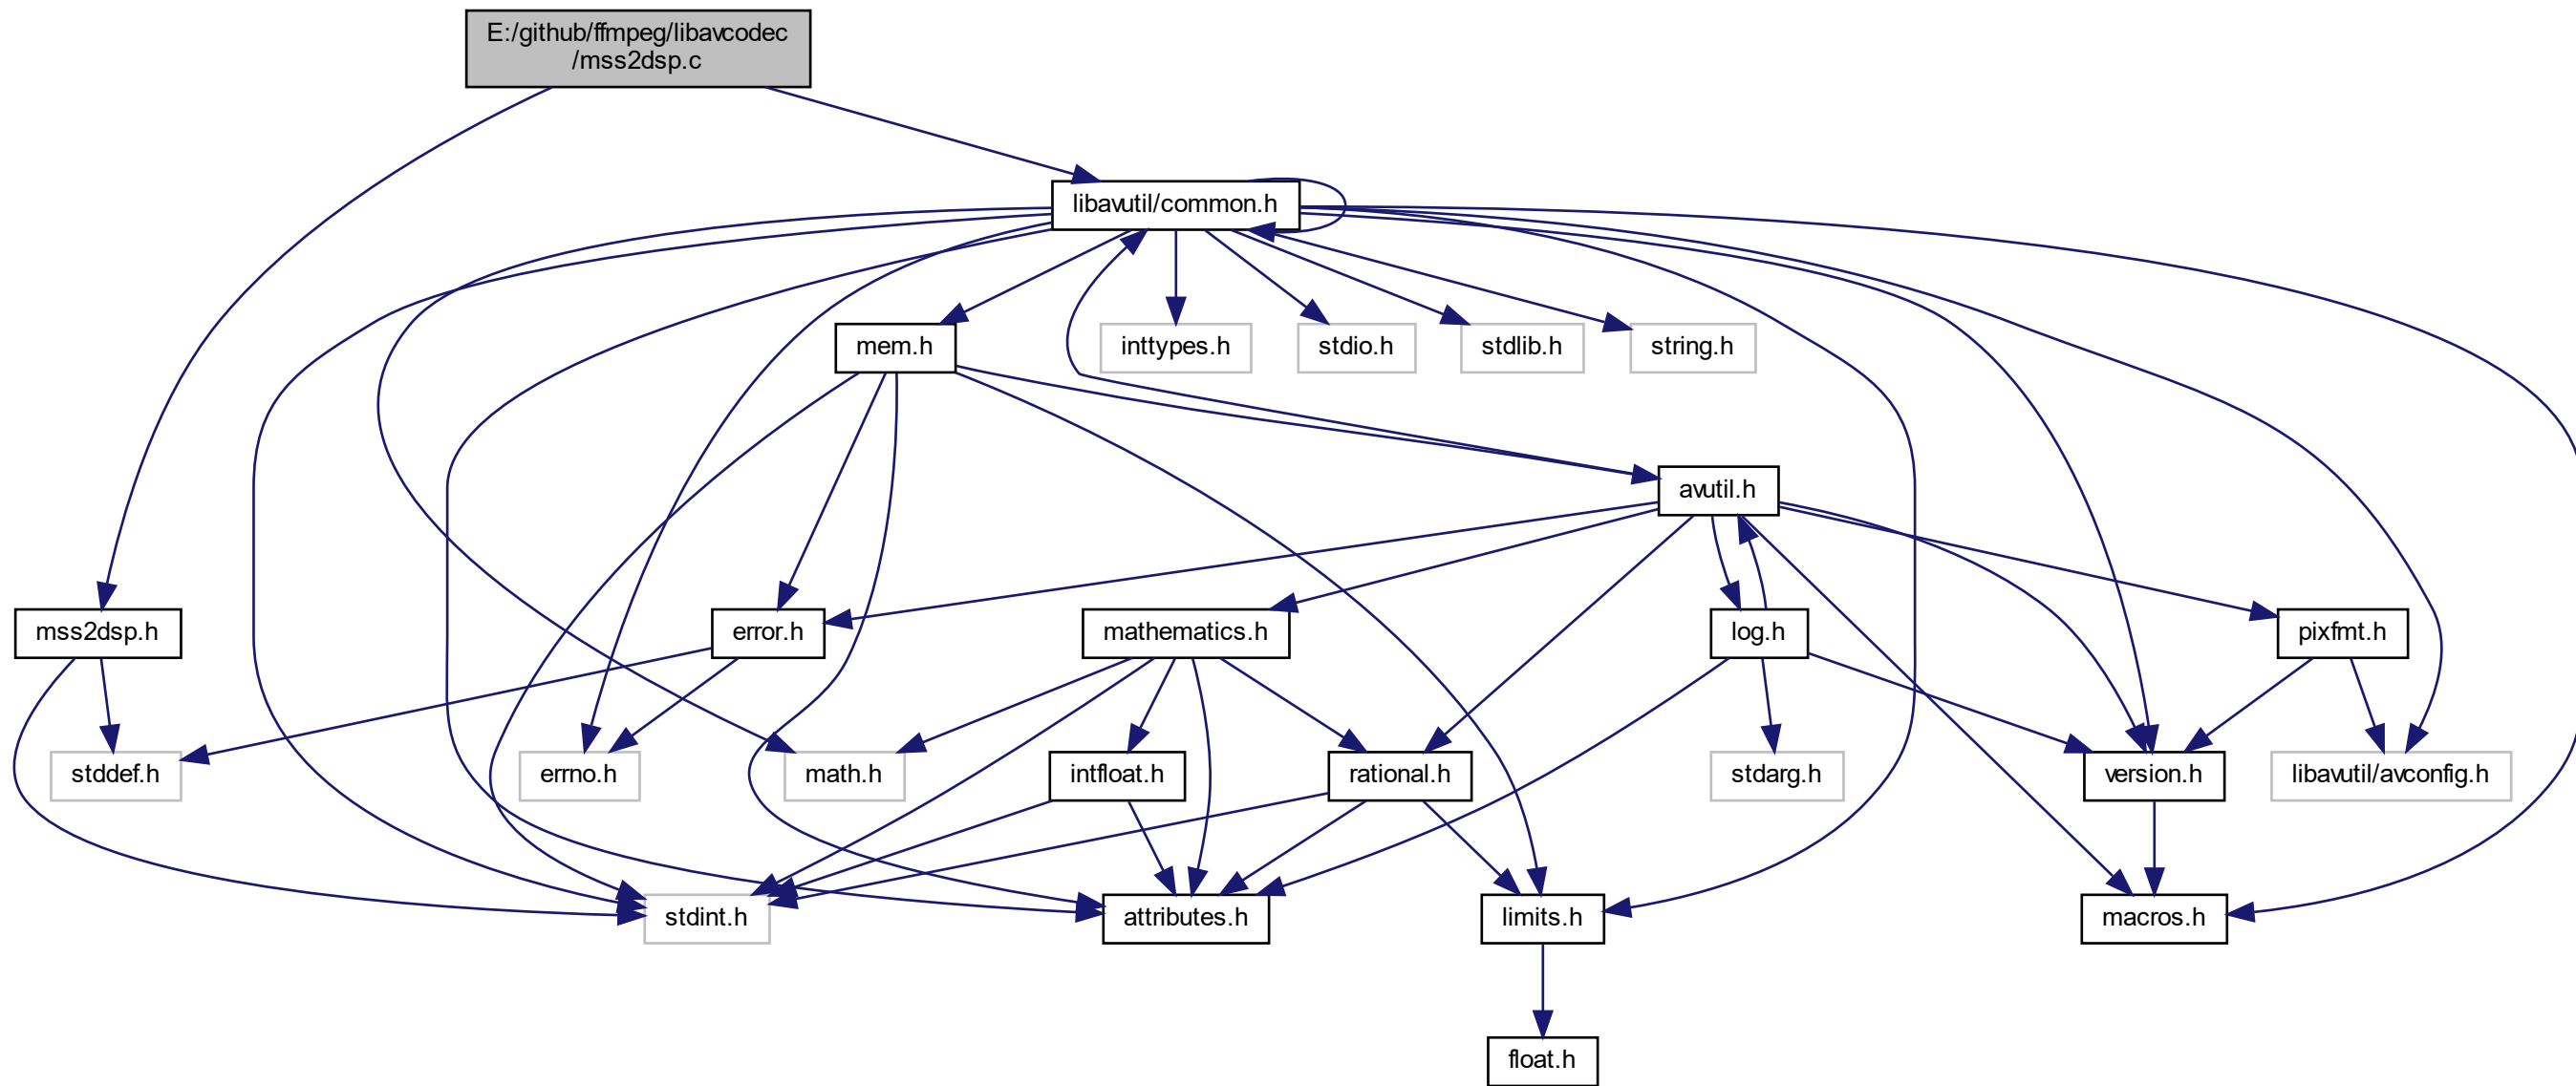 E:/github/ffmpeg/libavcodec
/mss2dsp.c
libavutil/common.h
mem.h
inttypes.h
stdio.h
stdlib.h
string.h
avutil.h
mss2dsp.h
error.h
mathematics.h
log.h
pixfmt.h
stddef.h
errno.h
math.h
intfloat.h
rational.h
stdarg.h
version.h
libavutil/avconfig.h
stdint.h
attributes.h
limits.h
macros.h
float.h